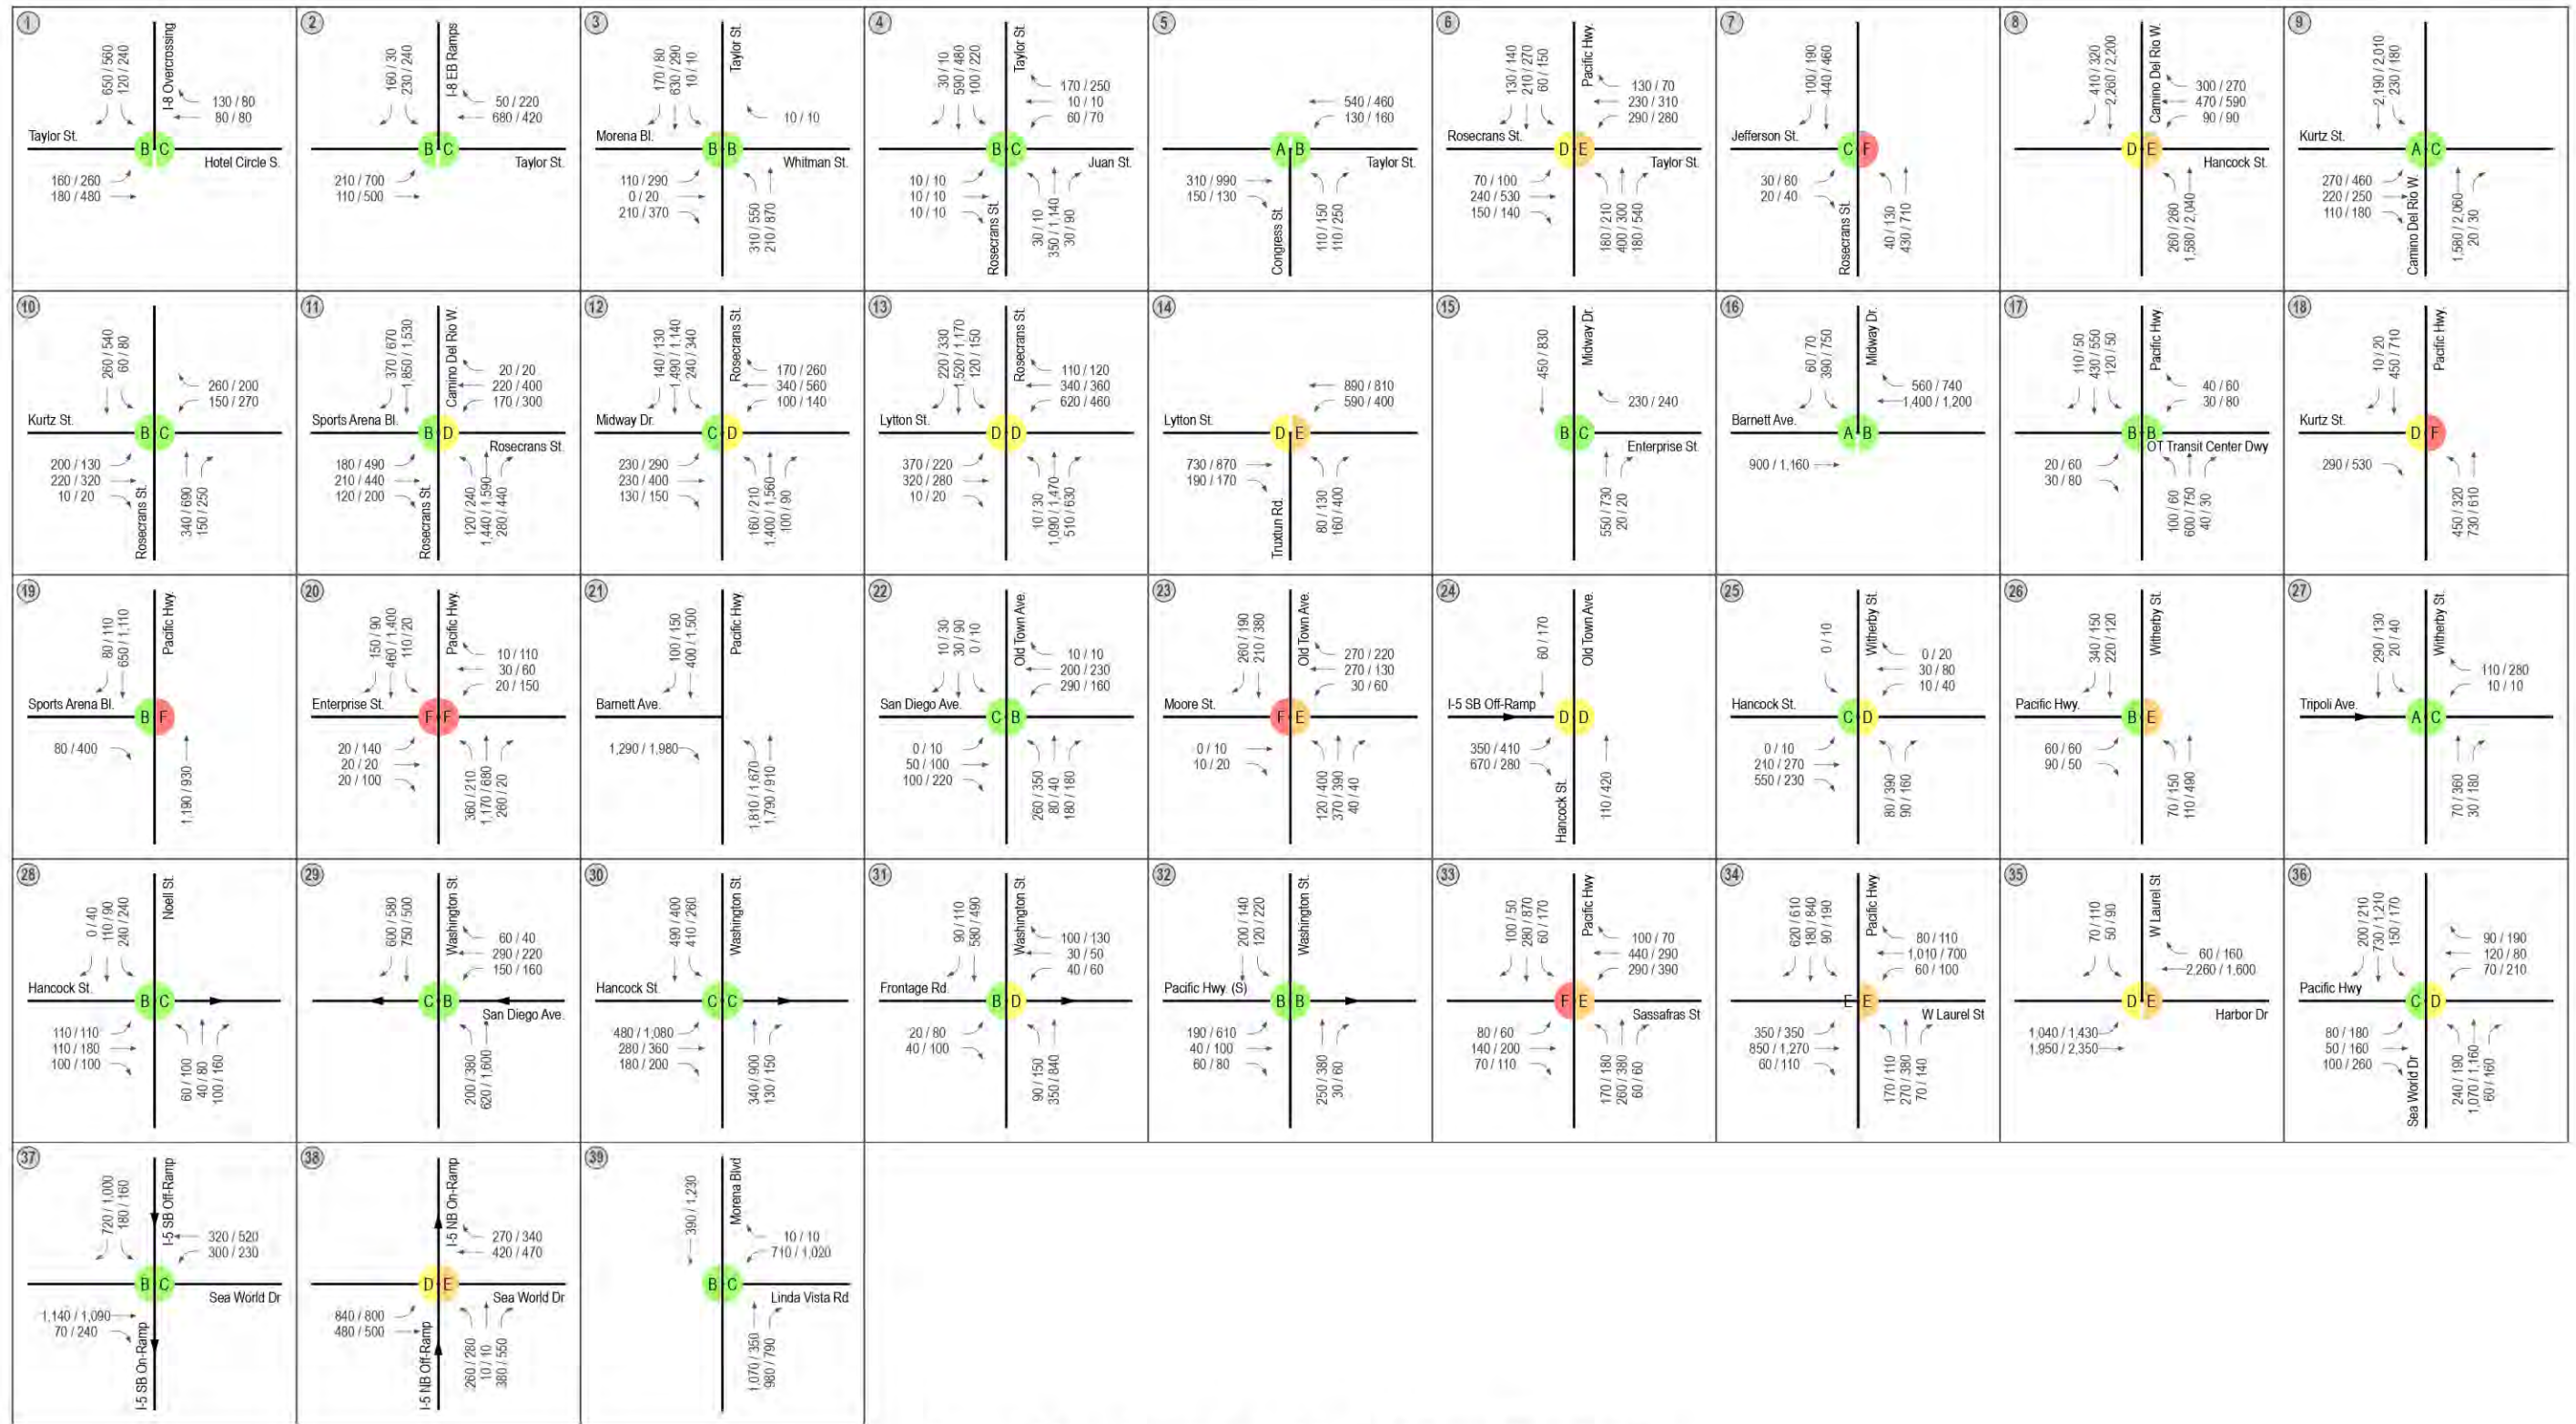 1
650 / 560
120 / 240
I-8 Overcrossing
130 / 80
80 / 80
Taylor St.
B C
Hotel Circle S.
160 / 260
180 / 480
2
160 / 30
230 / 240
I-8 EB Ramps
50 / 220
680 / 420
B C
Taylor St.
210 / 700
110 / 500
3
170 / 80
630 / 290
10 / 10
Taylor St.
10 / 10
Morena Bl.
B B
Whitman St.
110 / 290
0 / 20
210 / 370
310 / 550
210 / 870
4
30 / 10
590 / 480
100 / 220
Taylor St.
170 / 250
10 / 10
60 / 70
B C
Juan St.
10 / 10
10 / 10
10 / 10
Rosecrans St.
30 / 10
350 / 1,140
30 / 90
5
540 / 460
130 / 160
A B
Taylor St.
310 / 990
150 / 130
Congress St.
110 / 150
110 / 250
6
130 / 140
210 / 270
60 / 150
Pacific Hwy.
130 / 70
230 / 310
290 / 280
Rosecrans St.
D E
Taylor St.
70 / 100
240 / 530
150 / 140
180 / 210
400 / 300
180 / 540
7
100 / 190
440 / 460
Jefferson St.
C F
30 / 80
20 / 40
Rosecrans St.
40 / 130
430 / 710
8
410 / 320
2,260 / 2,200
Camino Del Rio W.
300 / 270
470 / 590
90 / 90
D E
Hancock St.
260 / 260
1,580 / 2,040
9
2,190 / 2,010
230 / 180
Kurtz St.
A C
270 / 460
220 / 250
110 / 180
Camino Del Rio W.
1,580 / 2,060
20 / 30
10
260 / 540
60 / 80
260 / 200
150 / 270
Kurtz St.
B C
200 / 130
220 / 320
10 / 20
Rosecrans St.
340 / 690
150 / 250
11
370 / 670
1,850 / 1,530
Camino Del Rio W.
20 / 20
220 / 400
170 / 300
Sports Arena Bl.
B D
Rosecrans St.
180 / 490
210 / 440
120 / 200
Rosecrans St.
120 / 240
1,440 / 1,590
280 / 440
12
140 / 130
1,490 / 1,140
240 / 340
Rosecrans St.
170 / 260
340 / 560
100 / 140
Midway Dr.
C D
230 / 290
230 / 400
130 / 150
160 / 210
1,400 / 1,560
100 / 90
13
220 / 330
1,520 / 1,170
120 / 150
Rosecrans St.
110 / 120
340 / 360
620 / 460
Lytton St.
D D
370 / 220
320 / 280
10 / 20
10 / 30
1,090 / 1,470
510 / 630
14
890 / 810
590 / 400
Lytton St.
D E
730 / 870
190 / 170
Truxtun Rd.
80 / 130
160 / 400
15
450 / 830
Midway Dr.
230 / 240
B C
Enterprise St
550 / 730
20 / 20
16
60 / 70
390 / 750
Midway Dr.
560 / 740
1,400 / 1,200
Barnett Ave.
A B
900 / 1,160
17
110 / 50
430 / 550
120 / 50
Pacific Hwy.
40 / 60
30 / 80
B B
OT Transit Center Dwy
20 / 60
30 / 80
100 / 60
600 / 750
40 / 30
18
10 / 20
450 / 710
Pacific Hwy.
Kurtz St.
D F
290 / 530
450 / 320
730 / 610
19
80 / 110
650 / 1,110
Pacific Hwy.
Sports Arena Bl.
B F
80 / 400
1,190 / 930
20
150 / 90
460 / 1,400
110 / 20
Pacific Hwy.
10 / 110
30 / 60
20 / 150
Enterprise St.
F F
20 / 140
20 / 20
20 / 100
360 / 210
1,170 / 880
260 / 20
21
100 / 150
400 / 1,500
Pacific Hwy.
Barnett Ave.
1,290 / 1,980
1,810 / 1,670
1,790 / 910
22
10 / 30
30 / 90
0 / 10
Old Town Ave.
10 / 10
200 / 230
290 / 160
San Diego Ave.
C B
0 / 10
50 / 100
100 / 220
260 / 350
80 / 40
180 / 180
23
260 / 190
210 / 380
Old Town Ave.
270 / 220
270 / 130
30 / 60
Moore St.
F E
0 / 10
10 / 20
120 / 400
370 / 390
40 / 40
24
60 / 170
Old Town Ave.
I-5 SB Off-Ramp
D D
350 / 410
670 / 280
Hancock St.
110 / 420
25
0 / 10
Witherby St.
0 / 20
30 / 80
10 / 40
Hancock St.
C D
0 / 10
210 / 270
550 / 230
80 / 390
90 / 160
26
340 / 150
220 / 120
Witherby St.
Pacific Hwy.
B E
60 / 60
90 / 50
70 / 150
110 / 490
27
290 / 130
20 / 40
Witherby St.
110 / 280
10 / 10
Tripoli Ave.
A C
70 / 360
30 / 180
28
0 / 40
110 / 90
240 / 240
Noell St.
Hancock St.
B C
110 / 110
110 / 180
100 / 100
60 / 100
40 / 80
100 / 160
29
600 / 580
750 / 500
Washington St.
60 / 40
290 / 220
150 / 160
C B
San Diego Ave.
200 / 380
620 / 1,600
30
490 / 400
410 / 260
Washington St.
Hancock St.
C C
480 / 1,080
280 / 360
180 / 200
340 / 900
130 / 150
31
90 / 110
580 / 490
Washington St.
100 / 130
30 / 50
40 / 60
Frontage Rd.
B D
20 / 80
40 / 100
90 / 150
350 / 840
32
200 / 140
120 / 220
Washington St.
Pacific Hwy. (S)
B B
190 / 610
40 / 100
60 / 80
250 / 380
30 / 60
33
100 / 50
280 / 870
60 / 170
Pacific Hwy
100 / 70
440 / 290
290 / 390
F E
Sassafras St
80 / 60
140 / 200
70 / 110
170 / 180
260 / 380
60 / 60
34
620 / 610
180 / 840
90 / 190
Pacific Hwy
80 / 110
1,010 / 700
60 / 100
E E
W Laurel St
350 / 350
850 / 1,270
60 / 110
170 / 110
270 / 380
70 / 140
35
70 / 110
50 / 90
W Laurel St
60 / 160
2,260 / 1,600
D E
Harbor Dr
1,040 / 1,430
1,950 / 2,350
36
200 / 210
730 / 1,210
150 / 170
90 / 190
120 / 80
70 / 210
Pacific Hwy
C D
80 / 180
50 / 160
100 / 260
Sea World Dr
240 / 190
1,070 / 1,160
60 / 160
37
720 / 1,000
180 / 160
I-5 SB Off-Ramp
320 / 520
300 / 230
B C
Sea World Dr
1,140 / 1,090
70 / 240
I-5 SB On-Ramp
38
I-5 NB On-Ramp
270 / 340
420 / 470
D E
Sea World Dr
840 / 800
480 / 500
I-5 NB Off-Ramp
260 / 280
10 / 10
380 / 550
39
390 / 1,230
Morena Blvd
10 / 10
710 / 1,020
B C
Linda Vista Rd
1,070 / 350
980 / 790